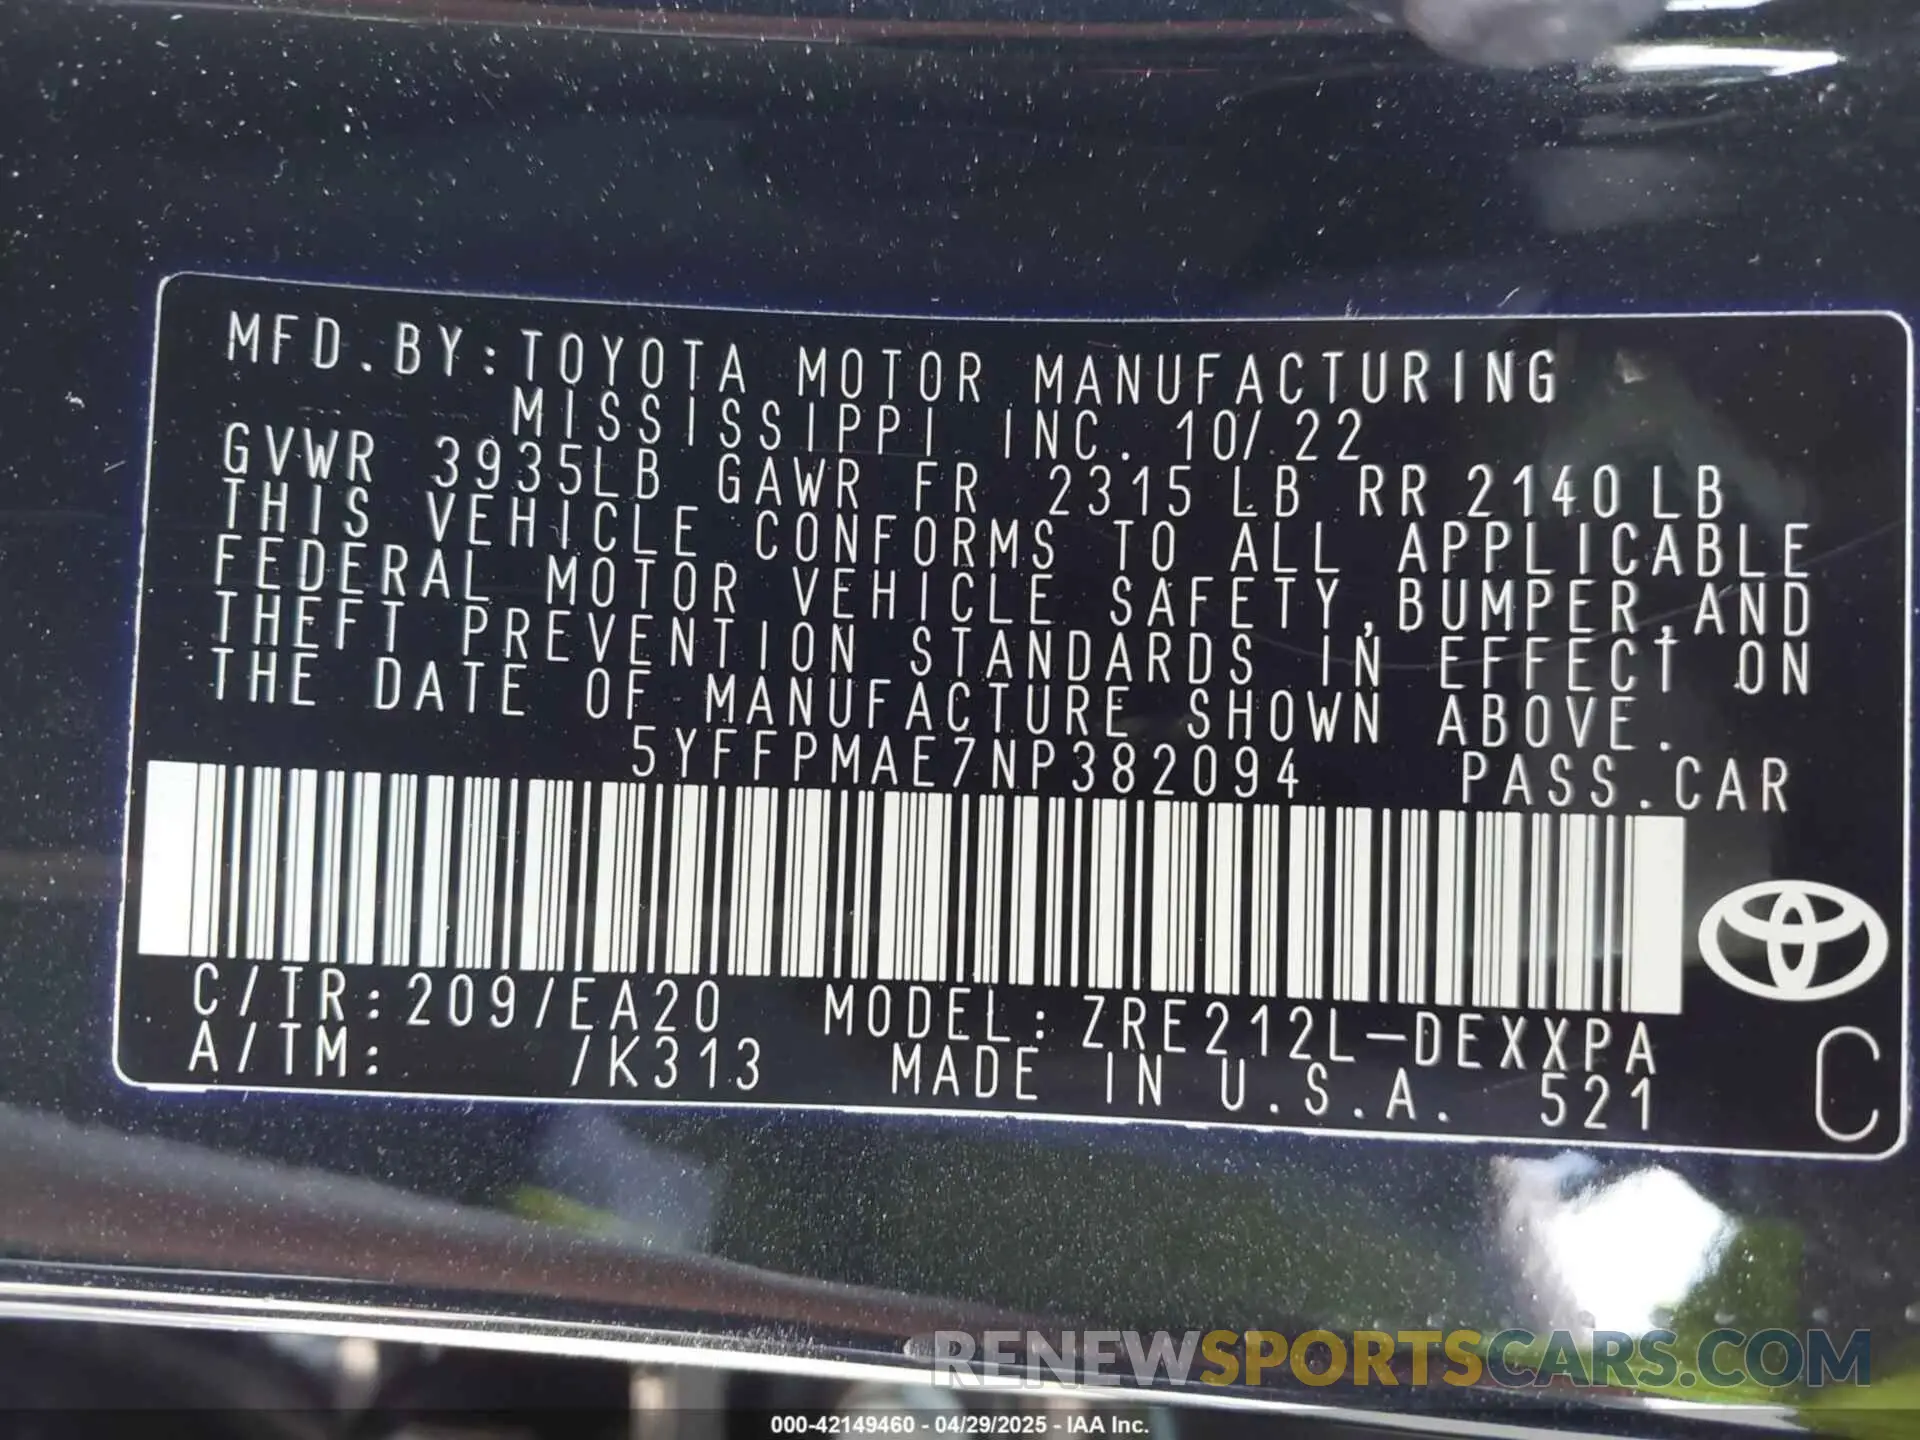 MFD.BY:TOYOTA MOTOR MANUFACTURING
MISSISSIPPI INC. 10/22
GVWR 3935LB GAWR FR 2315LB RR 2140LB
THIS VEHICLE CONFORMS TO ALL APPLICABLE
FEDERAL MOTOR VEHICLE SAFETY,BUMPER,AND
THEFT PREVENTION STANDARDS IN EFFECT ON
THE DATE OF MANUFACTURE SHOWN ABOVE.
5YFFPMAE7NP382094 PASS.CAR
C/TR:209/EA20 MODEL:ZRE212L-DEXXPA
A/TM: /K313 MADE IN U.S.A. 521
C
RENEWSPORTSCARS.COM
000-42149460 - 04/29/2025 - IAA Inc.